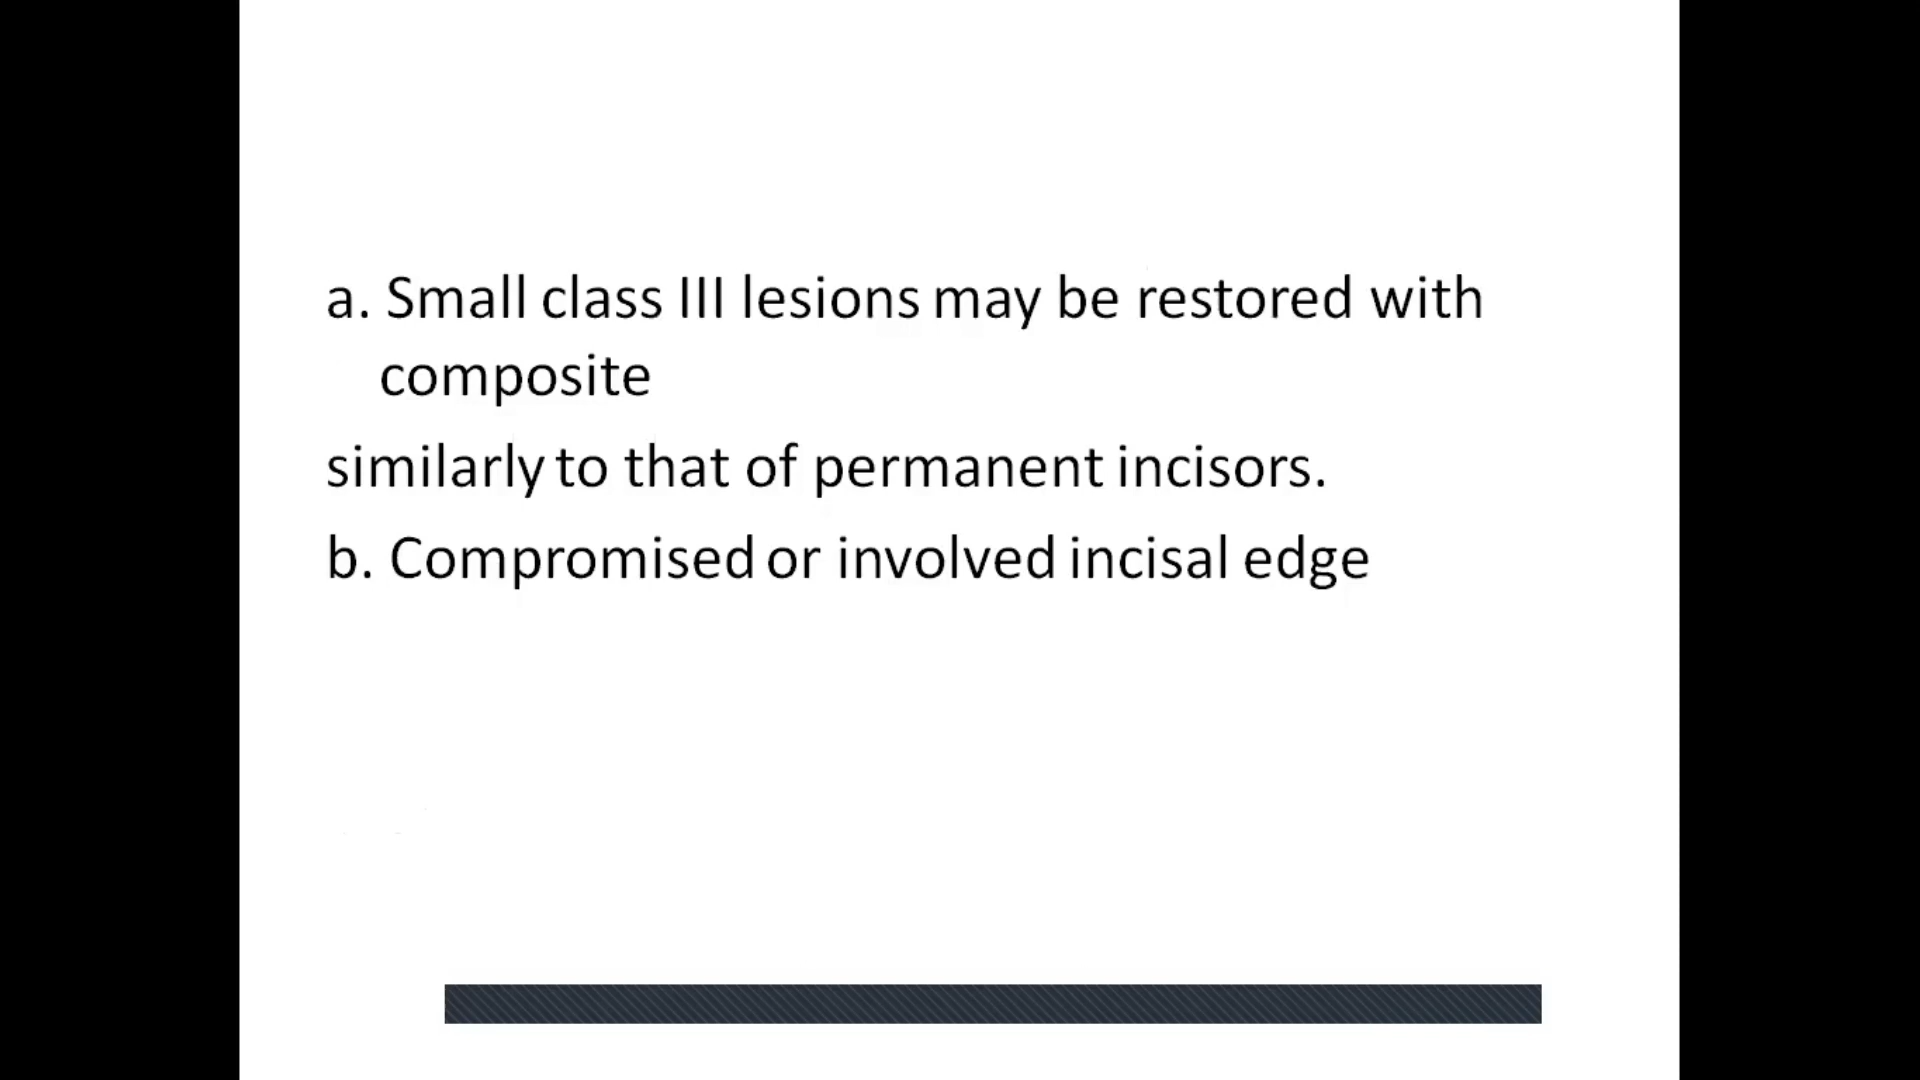 a. Small class III lesions may be restored with
composite
similarly to that of permanent incisors.
b. Compromised or involved incisal edge